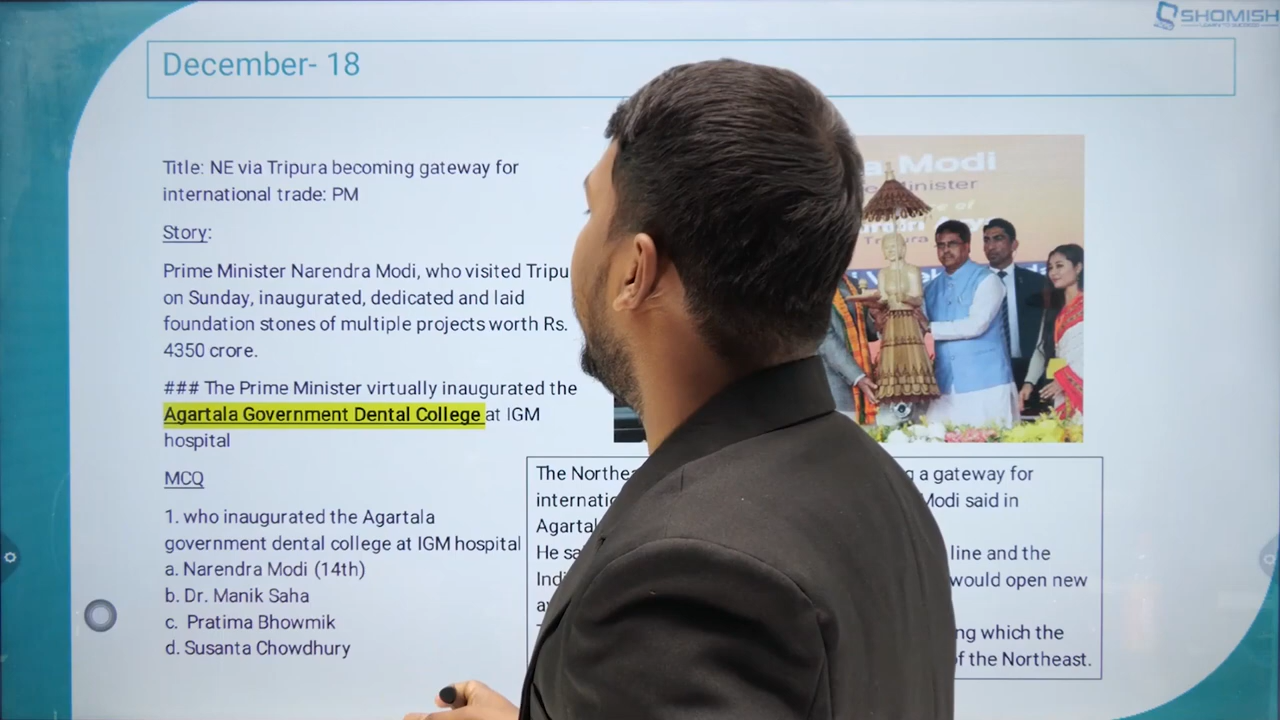 SHOMISH
December- 18
Title: NE via Tripura becoming gateway for
international trade: PM
Story:
Prime Minister Narendra Modi, who visited Tripu
on Sunday, inaugurated, dedicated and laid
foundation stones of multiple projects worth Rs.
4350 crore.
### The Prime Minister virtually inaugurated the
Agartala Government Dental College at IGM
hospital
MCQ
1. who inaugurated the Agartala
government dental college at IGM hospital
a. Narendra Modi (14th)
b. Dr. Manik Saha
c. Pratima Bhowmik
d. Susanta Chowdhury
a Modi
Minister
e of
Tripura
The Northe
g a gateway for
internatio
Modi said in
Agartal
He sa
line and the
Indi
would open new
av
ng which the
of the Northeast.